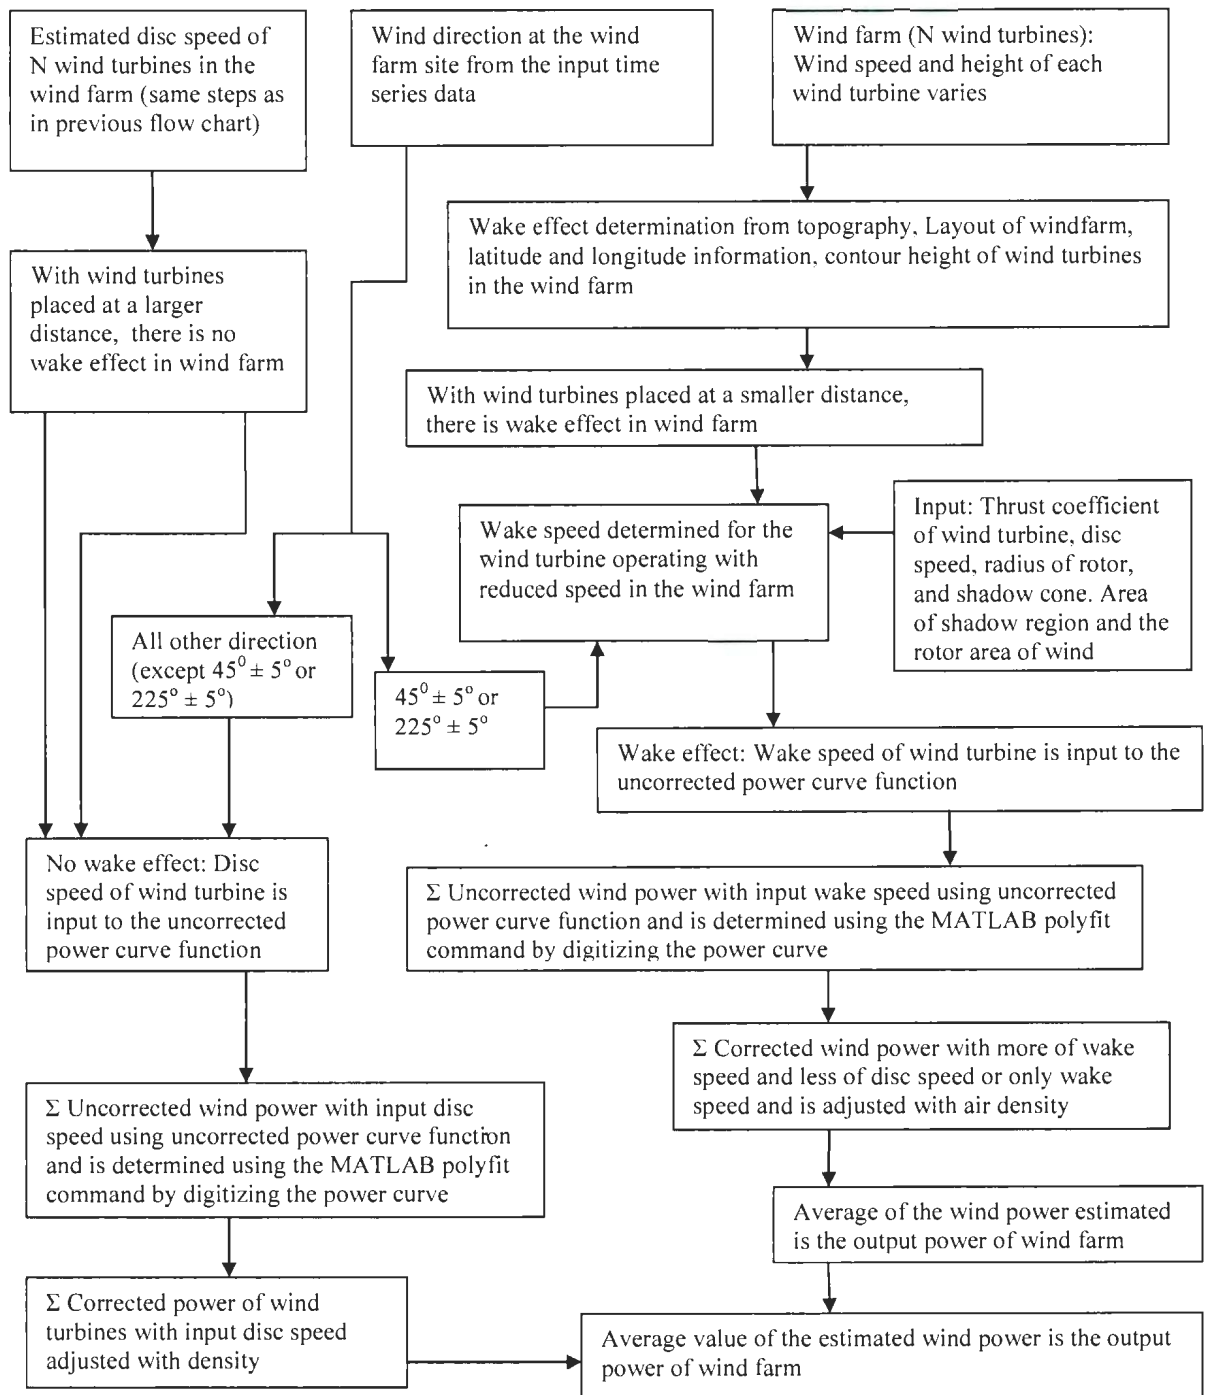 Estimated disc speed of
N wind turbines in the
wind farm (same steps as
in previous flow chart)
Wind direction at the wind
farm site from the input time
series data
Wind farm (N wind turbines):
Wind speed and height of each
wind turbine varies
Wake effect determination from topography, Layout of windfarm,
latitude and longitude information, contour height of wind turbines
in the wind farm
With wind turbines
placed at a larger
distance, there is no
wake effect in wind farm
With wind turbines placed at a smaller distance,
there is wake effect in wind farm
Wake speed determined for the
wind turbine operating with
reduced speed in the wind farm
Input: Thrust coefficient
of wind turbine, disc
speed, radius of rotor,
and shadow cone. Area
of shadow region and the
rotor area of wind
All other direction
(except 45⁰ ± 5º or
225º ± 5º)
45⁰ ± 5º or
225º ± 5º
Wake effect: Wake speed of wind turbine is input to the
uncorrected power curve function
No wake effect: Disc
speed of wind turbine is
input to the uncorrected
power curve function
Σ Uncorrected wind power with input wake speed using uncorrected
power curve function and is determined using the MATLAB polyfit
command by digitizing the power curve
Σ Corrected wind power with more of wake
speed and less of disc speed or only wake
speed and is adjusted with air density
Σ Uncorrected wind power with input disc
speed using uncorrected power curve function
and is determined using the MATLAB polyfit
command by digitizing the power curve
Average of the wind power estimated
is the output power of wind farm
Σ Corrected power of wind
turbines with input disc speed
adjusted with density
Average value of the estimated wind power is the output
power of wind farm